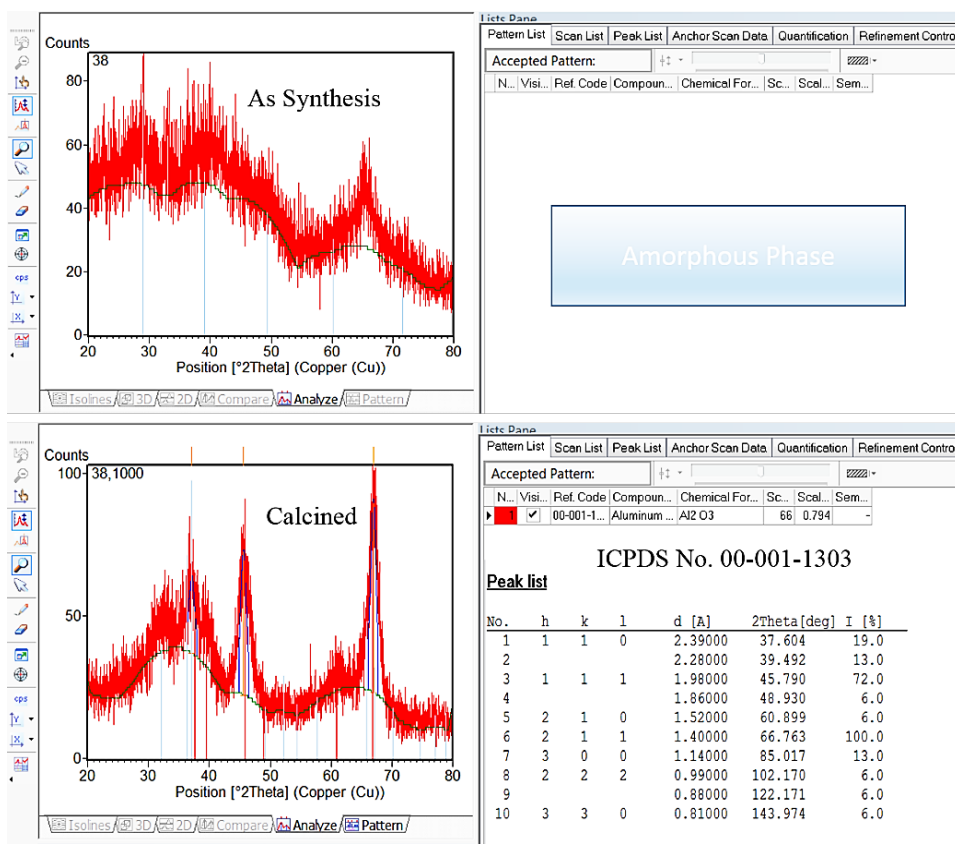 Lists Pane
Counts
38
As Synthesis
80
60
40
20
0
20 30 40 50 60 70 80
Position [°2Theta] (Copper (Cu))
Isolines 3D 2D Compare Analyze Pattern
cps
Pattern List Scan List Peak List Anchor Scan Data Quantification Refinement Contro
Accepted Pattern:
N... Visi... Ref. Code Compoun... Chemical For... Sc... Scal... Sem...
Amorphous Phase
Lists Pane
Counts
38,1000
Calcined
100
50
0
20 30 40 50 60 70 80
Position [°2Theta] (Copper (Cu))
Isolines 3D 2D Compare Analyze Pattern
cps
Pattern List Scan List Peak List Anchor Scan Data Quantification Refinement Contro
Accepted Pattern:
N... Visi... Ref. Code Compoun... Chemical For... Sc... Scal... Sem...
1 00-001-1... Aluminum ... Al2 O3 66 0.794 -
ICPDS No. 00-001-1303
Peak list
No. h k l d [A] 2Theta[deg] I [%]
1 1 1 0 2.39000 37.604 19.0
2 2.28000 39.492 13.0
3 1 1 1 1.98000 45.790 72.0
4 1.86000 48.930 6.0
5 2 1 0 1.52000 60.899 6.0
6 2 1 1 1.40000 66.763 100.0
7 3 0 0 1.14000 85.017 13.0
8 2 2 2 0.99000 102.170 6.0
9 0.88000 122.171 6.0
10 3 3 0 0.81000 143.974 6.0